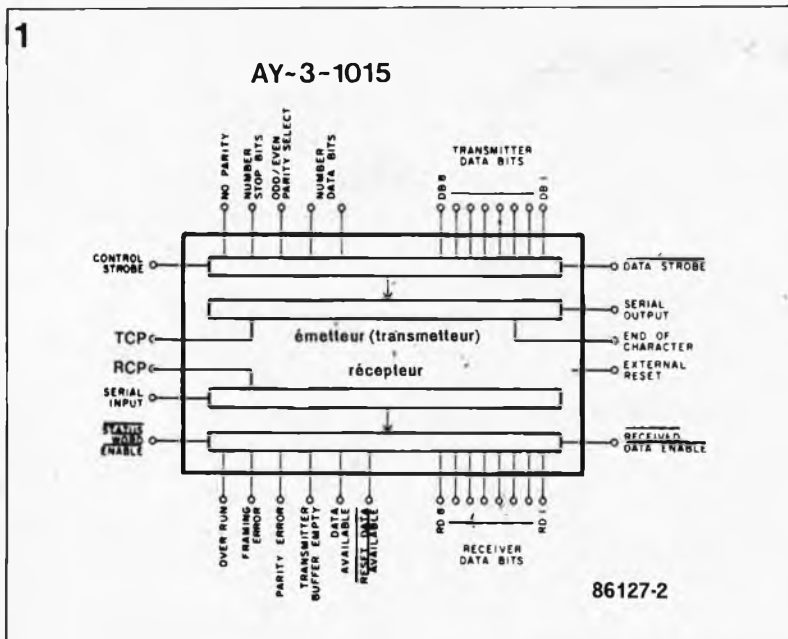 1
AY-3-1015
NO PARITY
NUMBER
STOP BITS
ODD/EVEN
PARITY SELECT
NUMBER
DATA BITS
TRANSMITTER
DATA BITS
DB 8
DB 1
CONTROL
STROBE
DATA STROBE
SERIAL
OUTPUT
TCP
émetteur (transmetteur)
END OF
CHARACTER
RCP
récepteur
EXTERNAL
RESET
SERIAL
INPUT
STATUS
WORD
ENABLE
RECEIVED
DATA ENABLE
OVER RUN
FRAMING
ERROR
PARITY ERROR
TRANSMITTER
BUFFER EMPTY
DATA
AVAILABLE
RESET DATA
AVAILABLE
RD 8
RD 1
RECEIVER
DATA BITS
86127-2